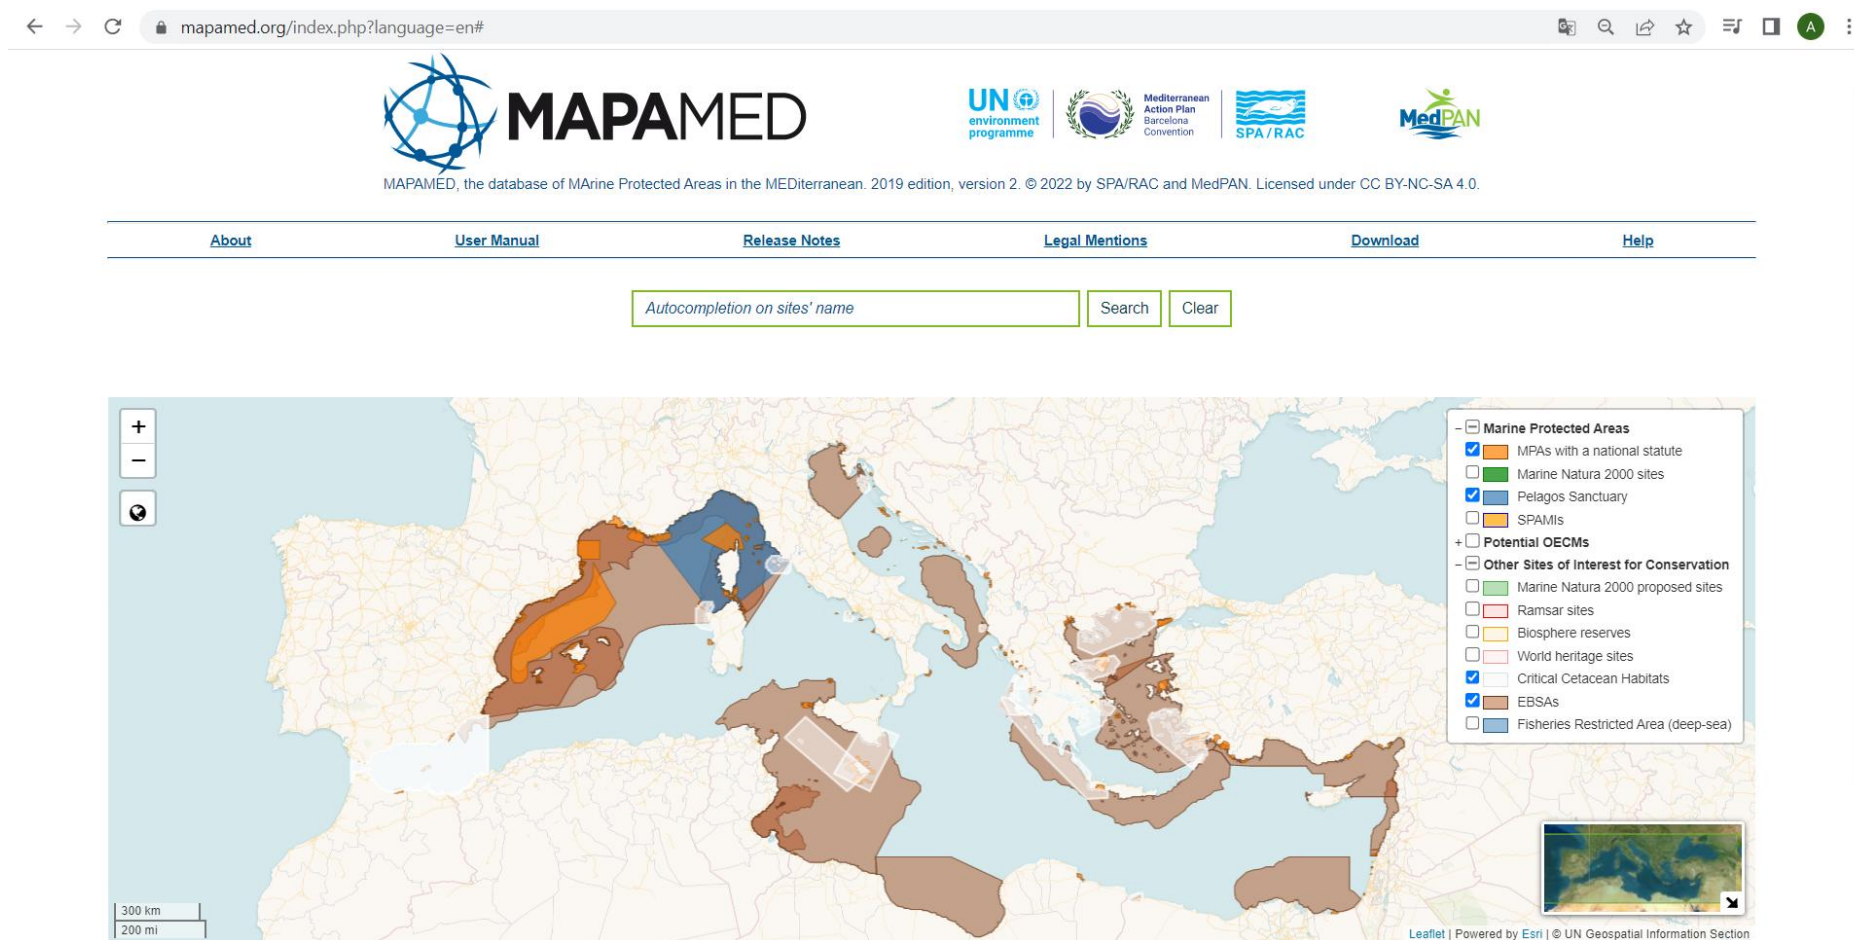 mapamed.org/index.php?language=en#
A
MAPAMED
UN
environment
programme
Mediterranean
Action Plan
Barcelona
Convention
SPA/RAC
MedPAN
MAPAMED, the database of MArine Protected Areas in the MEDiterranean. 2019 edition, version 2. © 2022 by SPA/RAC and MedPAN. Licensed under CC BY-NC-SA 4.0.
About User Manual Release Notes Legal Mentions Download Help
Autocompletion on sites' name Search Clear
+
−
− Marine Protected Areas
MPAs with a national statute
Marine Natura 2000 sites
Pelagos Sanctuary
SPAMIs
+ Potential OECMs
− Other Sites of Interest for Conservation
Marine Natura 2000 proposed sites
Ramsar sites
Biosphere reserves
World heritage sites
Critical Cetacean Habitats
EBSAs
Fisheries Restricted Area (deep-sea)
300 km
200 mi
Leaflet | Powered by Esri | © UN Geospatial Information Section